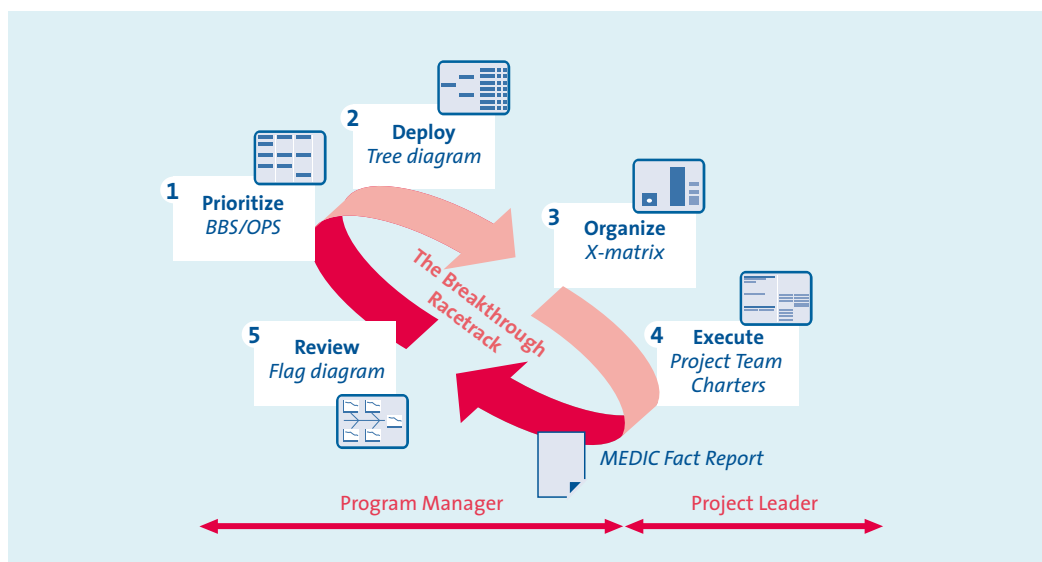 1
Prioritize
BBS/OPS
2
Deploy
Tree diagram
3
Organize
X-matrix
4
Execute
Project Team
Charters
5
Review
Flag diagram
The Breakthrough
Racetrack
MEDIC Fact Report
Program Manager
Project Leader